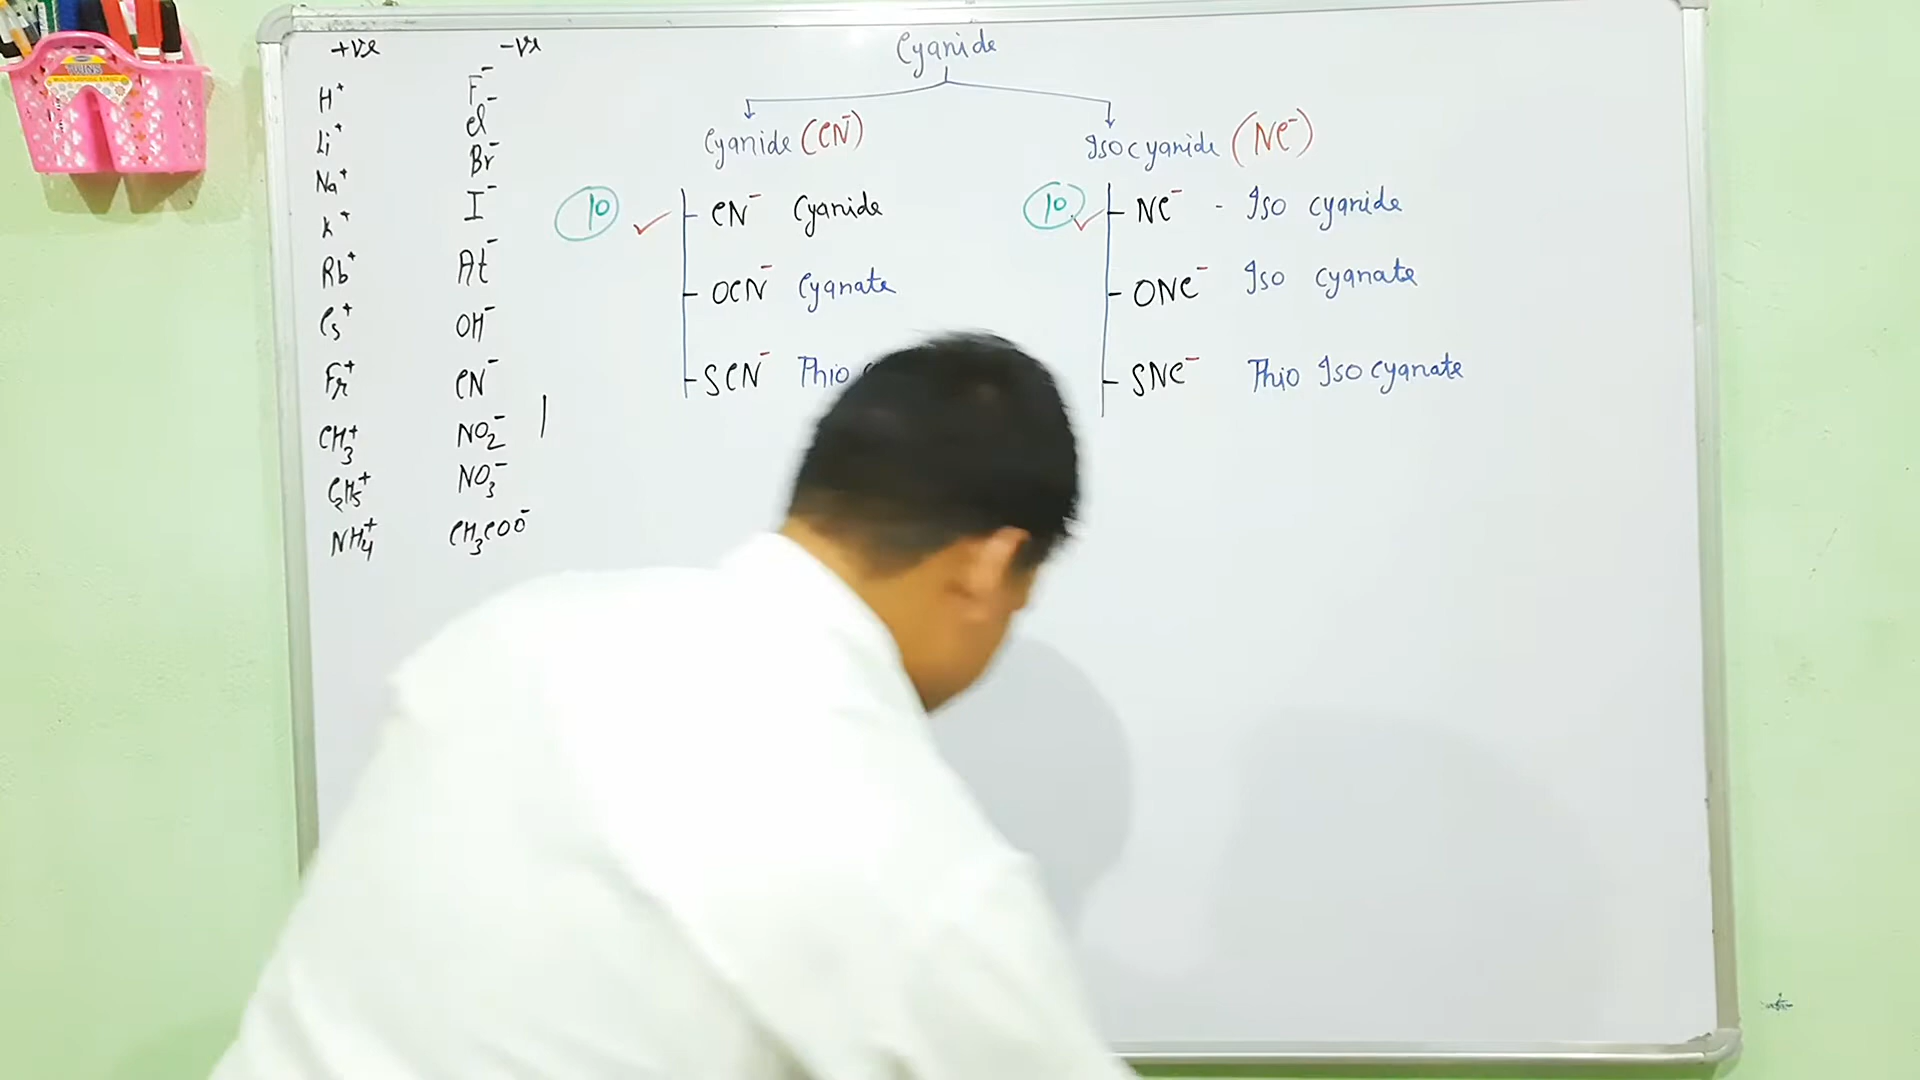 +ve -ve
H⁺ F⁻
Li⁺ Cl⁻
Na⁺ Br⁻
K⁺ I⁻
Rb⁺ At⁻
Cs⁺ OH⁻
Fr⁺ CN⁻
CH₃⁺ NO₂⁻
C₂H₅⁺ NO₃⁻
NH₄⁺ CH₃COO⁻
Cyanide
Cyanide (CN⁻)
10 CN⁻ Cyanide
OCN⁻ Cyanate
SCN⁻ Thio
Isocyanide (NC⁻)
10 NC⁻ - Iso cyanide
ONC⁻ Iso cyanate
SNC⁻ Thio Isocyanate
TWINS